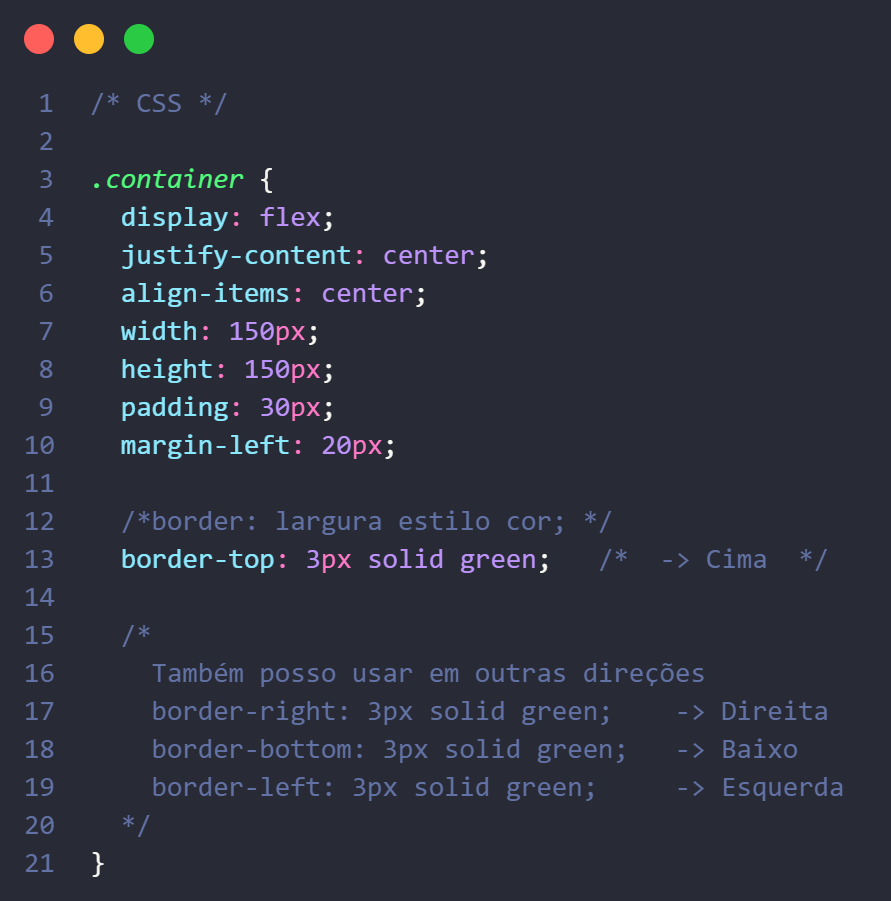 1 /* CSS */
2
3 .container {
4 display: flex;
5 justify-content: center;
6 align-items: center;
7 width: 150px;
8 height: 150px;
9 padding: 30px;
10 margin-left: 20px;
11
12 /*border: largura estilo cor; */
13 border-top: 3px solid green; /* -> Cima */
14
15 /*
16 Também posso usar em outras direções
17 border-right: 3px solid green; -> Direita
18 border-bottom: 3px solid green; -> Baixo
19 border-left: 3px solid green; -> Esquerda
20 */
21 }